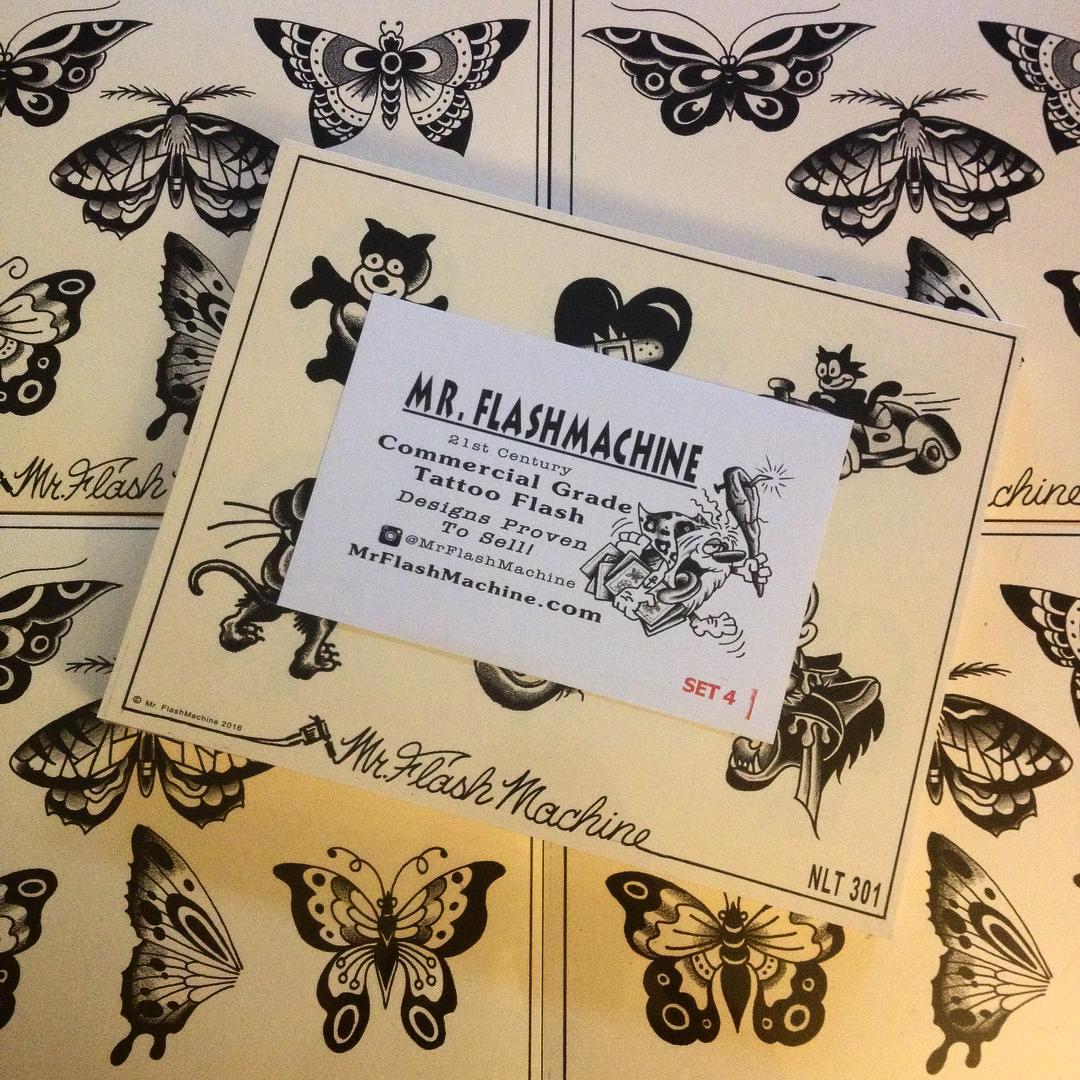 MR. FLASHMACHINE
21st Century
Commercial Grade
Tattoo Flash
Designs Proven
To Sell!
@MrFlashMachine
MrFlashMachine.com
SET 4
© Mr. FlashMachine 2016
Mr. Flash Machine
NLT 301
Mr. Flash
chine